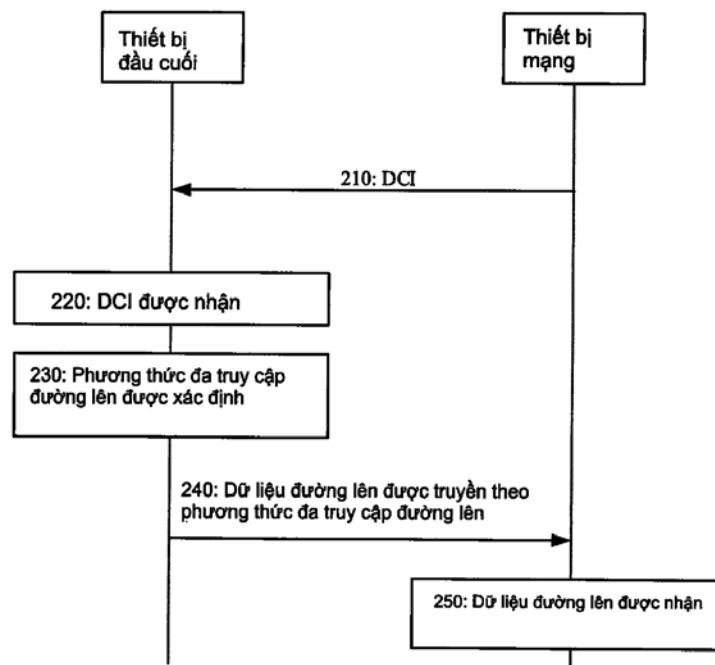 Thiết bị
đầu cuối
Thiết bị
mạng
210: DCI
220: DCI được nhận
230: Phương thức đa truy cập
đường lên được xác định
240: Dữ liệu đường lên được truyền theo
phương thức đa truy cập đường lên
250: Dữ liệu đường lên được nhận